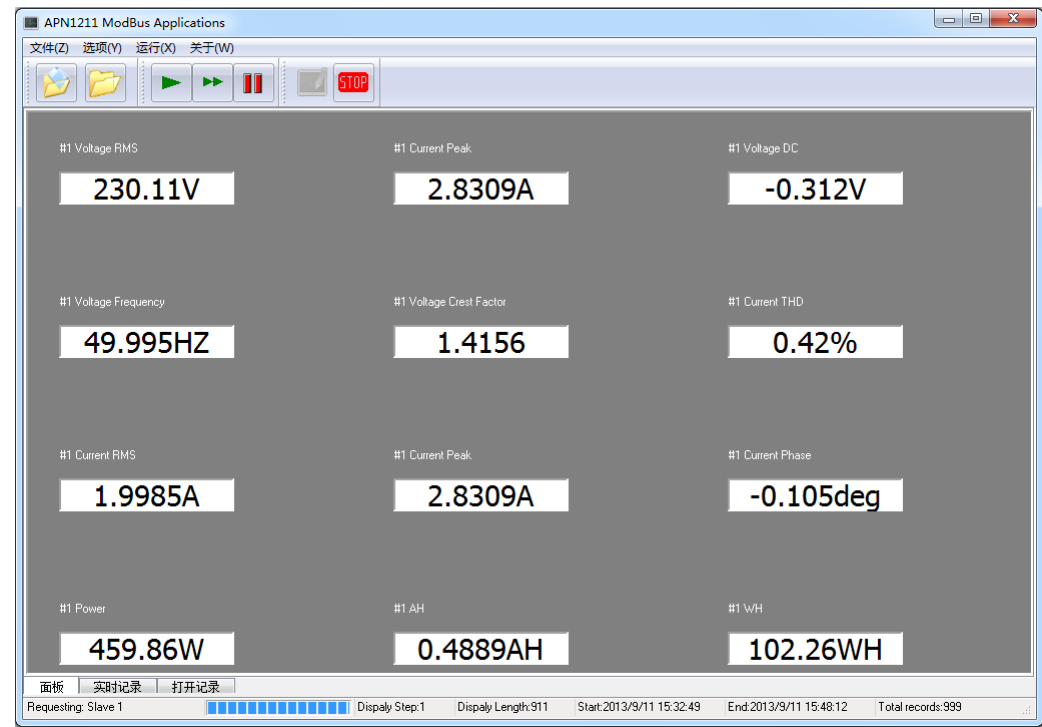 APN1211 ModBus Applications
文件(Z) 选项(Y) 运行(X) 关于(W)
STOP
#1 Voltage RMS #1 Current Peak #1 Voltage DC
230.11V 2.8309A -0.312V
#1 Voltage Frequency #1 Voltage Crest Factor #1 Current THD
49.995HZ 1.4156 0.42%
#1 Current RMS #1 Current Peak #1 Current Phase
1.9985A 2.8309A -0.105deg
#1 Power #1 AH #1 WH
459.86W 0.4889AH 102.26WH
面板 实时记录 打开记录
Requesting: Slave 1 Dispaly Step:1 Dispaly Length:911 Start:2013/9/11 15:32:49 End:2013/9/11 15:48:12 Total records:999